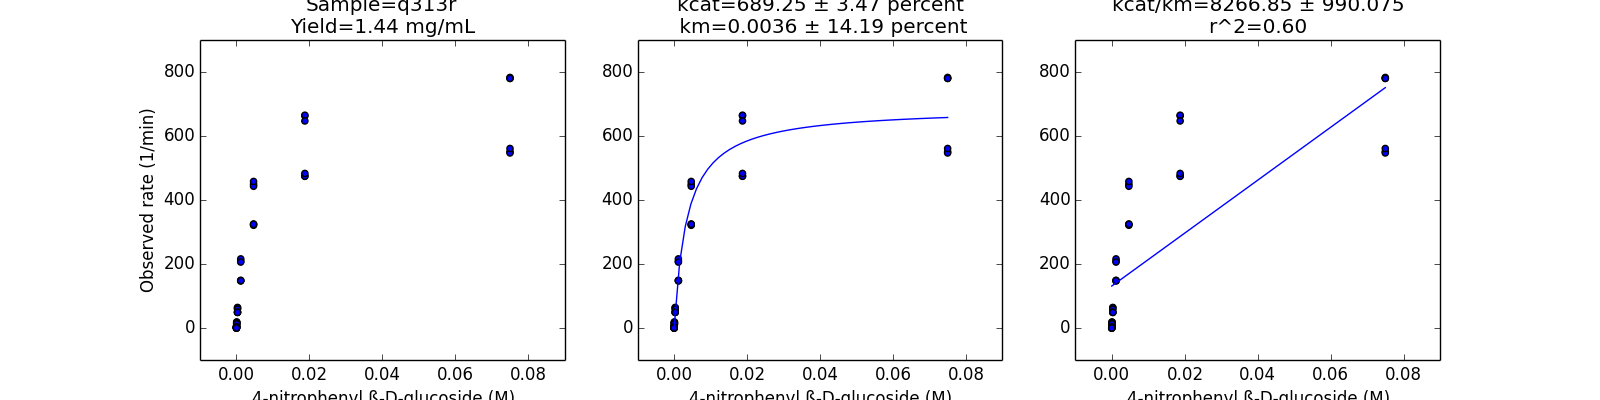 Sample=q313r
Yield=1.44 mg/mL
800
600
400
200
0
Observed rate (1/min)
0.00 0.02 0.04 0.06 0.08
4-nitrophenyl ß-D-glucoside (M)
kcat=689.25 ± 3.47 percent
km=0.0036 ± 14.19 percent
800
600
400
200
0
0.00 0.02 0.04 0.06 0.08
4-nitrophenyl ß-D-glucoside (M)
kcat/km=8266.85 ± 990.075
r^2=0.60
800
600
400
200
0
0.00 0.02 0.04 0.06 0.08
4-nitrophenyl ß-D-glucoside (M)